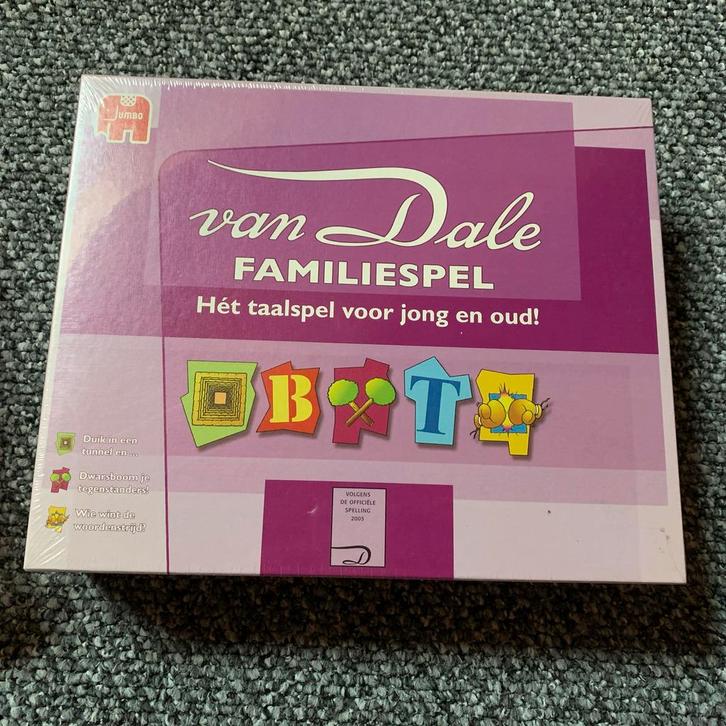 JUMBO
van Dale
FAMILIESPEL
Hét taalspel voor jong en oud!
B T
Duik in een
tunnel en ...
Dwarsboom je
tegenstanders!
Wie wint de
woordenstrijd?
VOLGENS
DE OFFICIËLE
SPELLING
2005